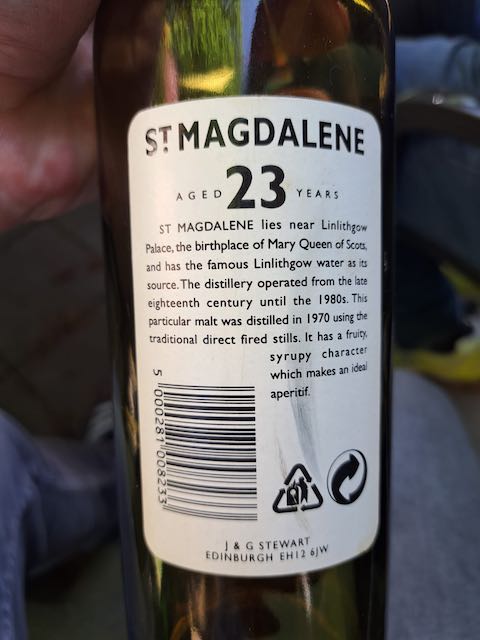 ST MAGDALENE
AGED 23 YEARS
ST MAGDALENE lies near Linlithgow
Palace, the birthplace of Mary Queen of Scots,
and has the famous Linlithgow water as its
source. The distillery operated from the late
eighteenth century until the 1980s. This
particular malt was distilled in 1970 using the
traditional direct fired stills. It has a fruity,
syrupy character
which makes an ideal
aperitif.
5 000281 008233
J & G STEWART
EDINBURGH EH12 6JW